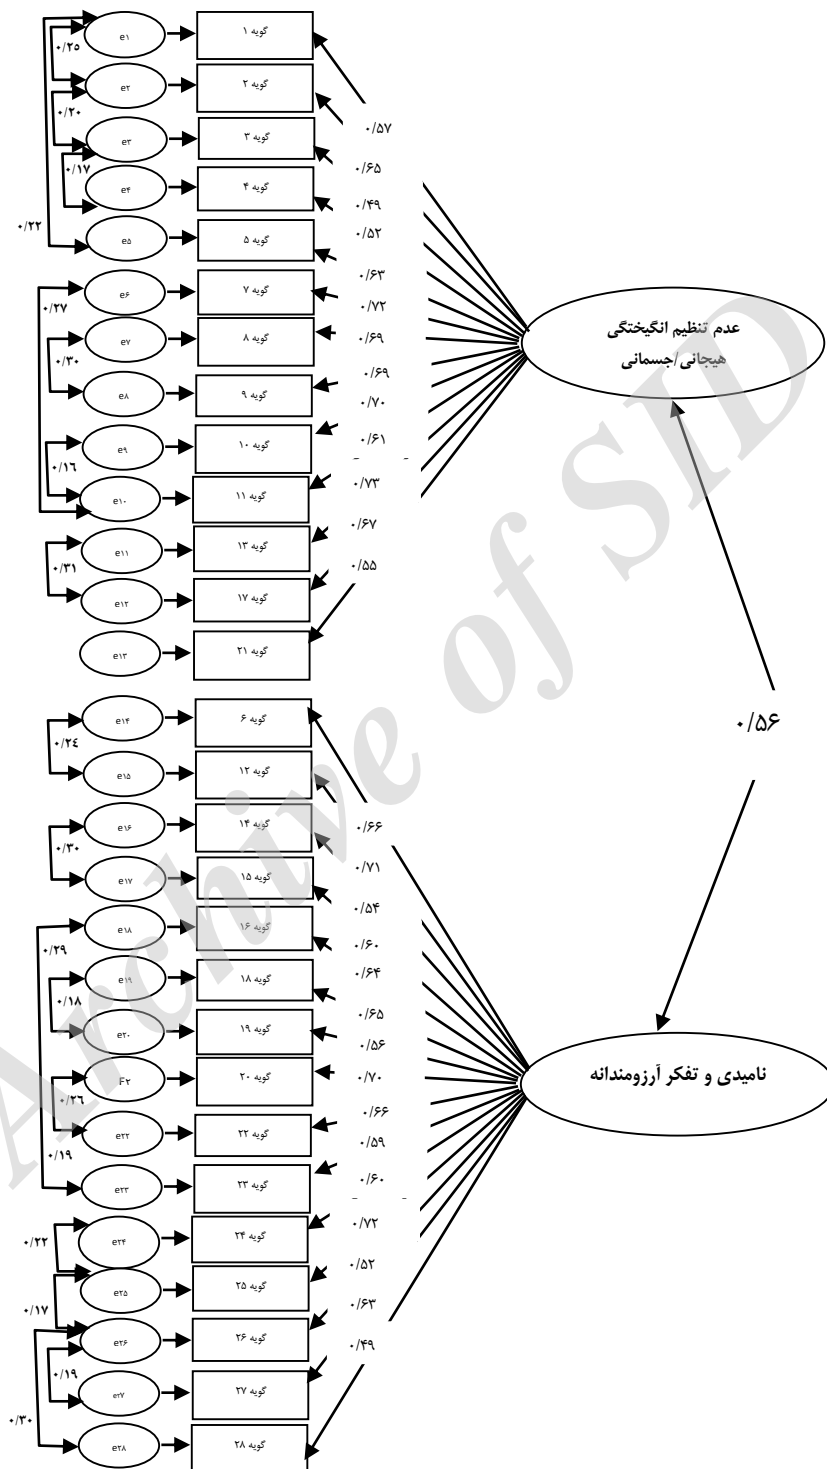 e۱
گویه ۱
۰/۲۵
e۲
گویه ۲
۰/۲۰
e۳
گویه ۳
۰/۱۷
e۴
گویه ۴
e۵
گویه ۵
۰/۲۲
e۶
گویه ۷
۰/۲۷
e۷
گویه ۸
۰/۳۰
e۸
گویه ۹
e۹
گویه ۱۰
۰/۱۶
e۱۰
گویه ۱۱
e۱۱
گویه ۱۳
۰/۳۱
e۱۲
گویه ۱۷
e۱۳
گویه ۲۱
۰/۵۷
۰/۶۵
۰/۴۹
۰/۵۲
۰/۶۳
۰/۷۲
۰/۶۹
۰/۶۹
۰/۷۰
۰/۶۱
۰/۷۳
۰/۶۷
۰/۵۵
عدم تنظیم انگیختگی
هیجانی/جسمانی
۰/۵۶
e۱۴
گویه ۶
۰/۲٤
e۱۵
گویه ۱۲
e۱۶
گویه ۱۴
۰/۳۰
e۱۷
گویه ۱۵
e۱۸
گویه ۱۶
۰/۲۹
e۱۹
گویه ۱۸
۰/۱۸
e۲۰
گویه ۱۹
F۲
گویه ۲۰
۰/۲٦
e۲۲
گویه ۲۲
۰/۱۹
e۲۳
گویه ۲۳
e۲۴
گویه ۲۴
۰/۲۲
e۲۵
گویه ۲۵
۰/۱۷
e۲۶
گویه ۲۶
۰/۱۹
e۲۷
گویه ۲۷
۰/۳۰
e۲۸
گویه ۲۸
۰/۶۶
۰/۷۱
۰/۵۴
۰/۶۰
۰/۶۴
۰/۶۵
۰/۵۶
۰/۷۰
۰/۶۶
۰/۵۹
۰/۶۰
۰/۷۲
۰/۵۲
۰/۶۳
۰/۴۹
نامیدی و تفکر آرزومندانه
Archive of SID